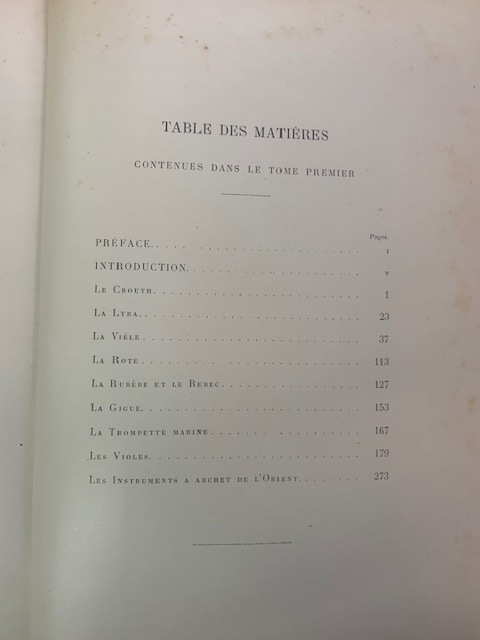 TABLE DES MATIÈRES
CONTENUES DANS LE TOME PREMIER
Pages.
PRÉFACE. . . . . . . . . . . . . . . . . . I
INTRODUCTION. . . . . . . . . . . . . . . . V
LE CROUTH. . . . . . . . . . . . . . . . . 1
LA LYRA. . . . . . . . . . . . . . . . . . 23
LA VIÈLE. . . . . . . . . . . . . . . . . . 37
LA ROTE. . . . . . . . . . . . . . . . . . 113
LA RUBÈBE ET LE REBEC. . . . . . . . . . . . 127
LA GIGUE. . . . . . . . . . . . . . . . . . 153
LA TROMPETTE MARINE. . . . . . . . . . . . . 167
LES VIOLES. . . . . . . . . . . . . . . . . 179
LES INSTRUMENTS A ARCHET DE L'ORIENT. . . . . . 273